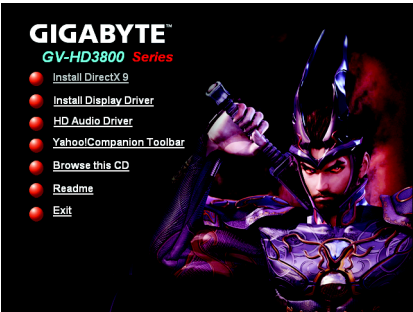 GIGABYTE™
GV-HD3800 Series
Install DirectX 9
Install Display Driver
HD Audio Driver
Yahoo!Companion Toolbar
Browse this CD
Readme
Exit